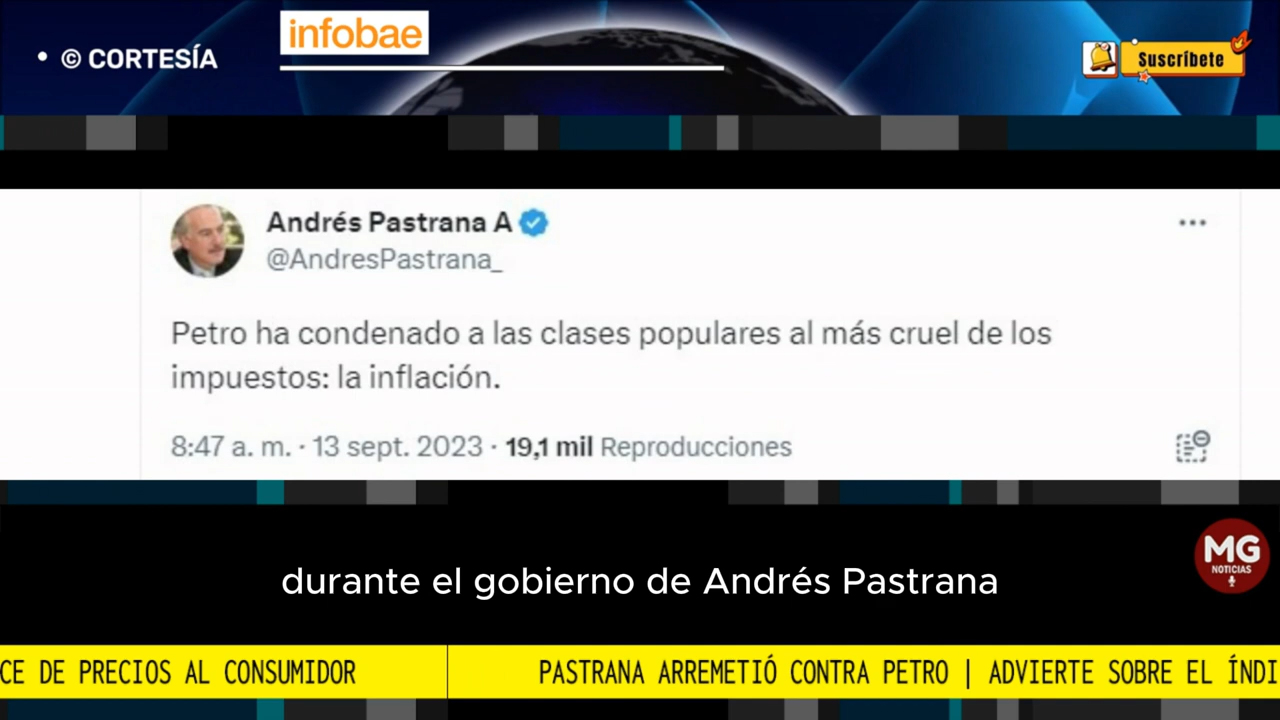 • © CORTESÍA
infobae
Suscríbete
Andrés Pastrana A
@AndresPastrana_
Petro ha condenado a las clases populares al más cruel de los
impuestos: la inflación.
8:47 a. m. · 13 sept. 2023 · 19,1 mil Reproducciones
MG
NOTICIAS
durante el gobierno de Andrés Pastrana
CE DE PRECIOS AL CONSUMIDOR
PASTRANA ARREMETIÓ CONTRA PETRO | ADVIERTE SOBRE EL ÍNDI